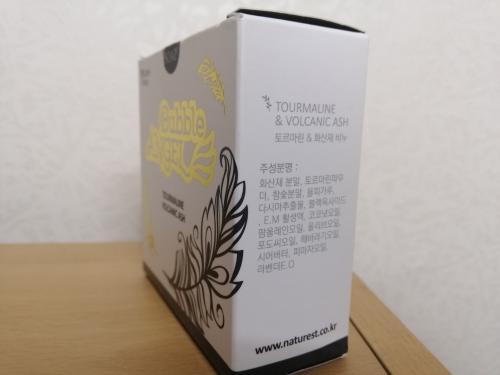 Bubble
TOURMALINE
VOLCANIC ASH
TOURMALINE
& VOLCANIC ASH
토르마린 & 화산재 비누
주성분명 :
화산재 분말, 토르마린파우
더, 참숯분말, 율피가루,
다시마추출물, 블랙옥사이드
, E.M 활성액, 코코넛오일,
팜올레인오일, 올리브오일,
포도씨오일, 해바라기오일,
시어버터, 피마자오일,
라벤더E.O
www.naturest.co.kr